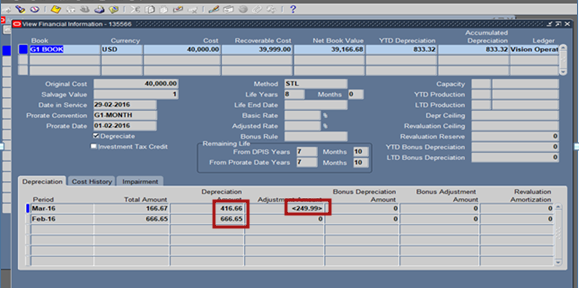 View Financial Information - 135566
Accumulated
Book Currency Cost Recoverable Cost Net Book Value YTD Depreciation Depreciation Ledger
G1 BOOK USD 40,000.00 39,999.00 39,166.68 833.32 833.32 Vision Operat
Original Cost 40,000.00 Method STL Capacity
Salvage Value 1 Life Years 8 Months 0 YTD Production
Date in Service 29-02-2016 Life End Date LTD Production
Prorate Convention G1-MONTH Basic Rate % Depr Ceiling
Prorate Date 01-02-2016 Adjusted Rate % Revaluation Ceiling
Depreciate Bonus Rule Revaluation Reserve 0
Investment Tax Credit Remaining Life YTD Bonus Depreciation 0
From DPIS Years 7 Months 10 LTD Bonus Depreciation 0
From Prorate Date Years 7 Months 10
Depreciation Cost History Impairment
Depreciation Bonus Depreciation Bonus Adjustment Revaluation
Period Total Amount Amount Adjustment Amount Amount Amount Amortization
Mar-16 166.67 416.66 <249.99> 0 0 0
Feb-16 666.65 666.65 0 0 0 0